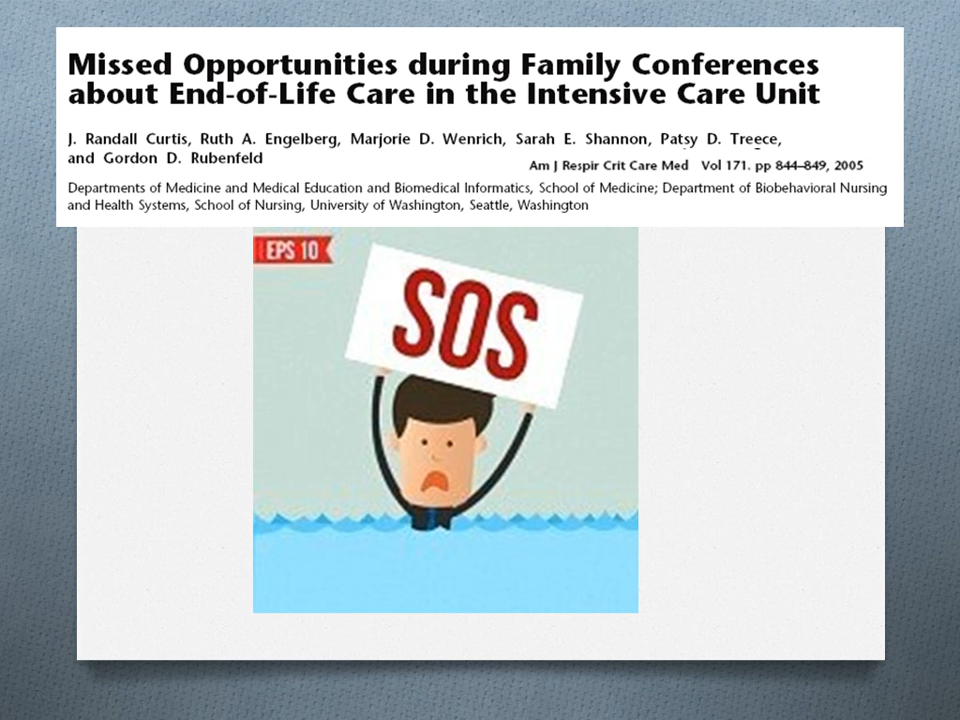 Missed Opportunities during Family Conferences
about End-of-Life Care in the Intensive Care Unit
J. Randall Curtis, Ruth A. Engelberg, Marjorie D. Wenrich, Sarah E. Shannon, Patsy D. Treece,
and Gordon D. Rubenfeld
Am J Respir Crit Care Med Vol 171. pp 844–849, 2005
Departments of Medicine and Medical Education and Biomedical Informatics, School of Medicine; Department of Biobehavioral Nursing
and Health Systems, School of Nursing, University of Washington, Seattle, Washington
EPS 10
SOS